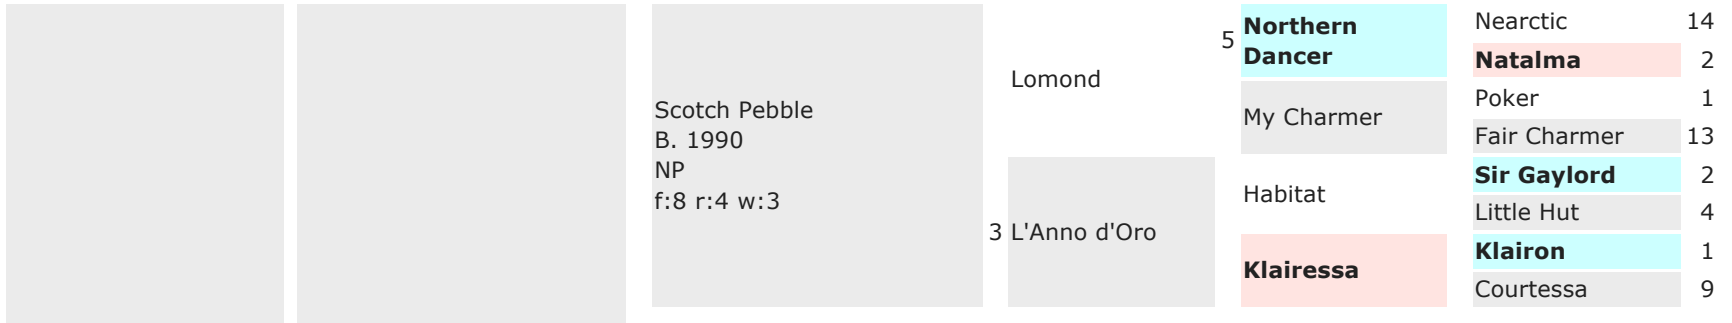 Scotch Pebble
B. 1990
NP
f:8 r:4 w:3
Lomond
3 L'Anno d'Oro
5 Northern
Dancer
My Charmer
Habitat
Klairessa
Nearctic 14
Natalma 2
Poker 1
Fair Charmer 13
Sir Gaylord 2
Little Hut 4
Klairon 1
Courtessa 9